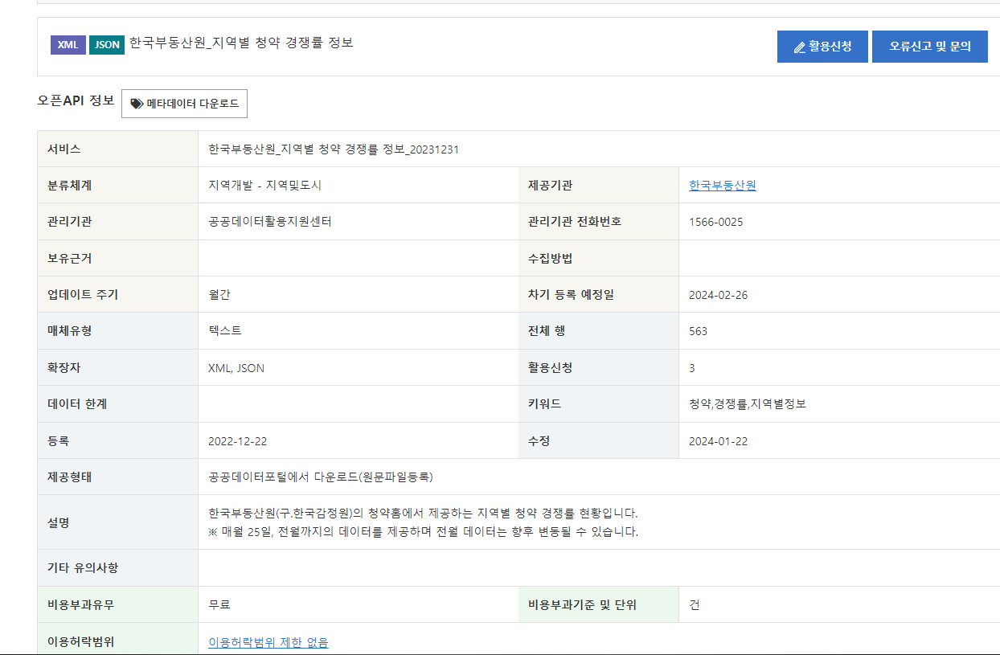 XML JSON 한국부동산원_지역별 청약 경쟁률 정보 활용신청 오류신고 및 문의
오픈API 정보 메타데이터 다운로드
서비스 한국부동산원_지역별 청약 경쟁률 정보_20231231
분류체계 지역개발 - 지역및도시 제공기관 한국부동산원
관리기관 공공데이터활용지원센터 관리기관 전화번호 1566-0025
보유근거 수집방법
업데이트 주기 월간 차기 등록 예정일 2024-02-26
매체유형 텍스트 전체 행 563
확장자 XML, JSON 활용신청 3
데이터 한계 키워드 청약,경쟁률,지역별정보
등록 2022-12-22 수정 2024-01-22
제공형태 공공데이터포털에서 다운로드(원문파일등록)
설명 한국부동산원(구.한국감정원)의 청약홈에서 제공하는 지역별 청약 경쟁률 현황입니다.
※ 매월 25일, 전월까지의 데이터를 제공하며 전월 데이터는 향후 변동될 수 있습니다.
기타 유의사항
비용부과유무 무료 비용부과기준 및 단위 건
이용허락범위 이용허락범위 제한 없음